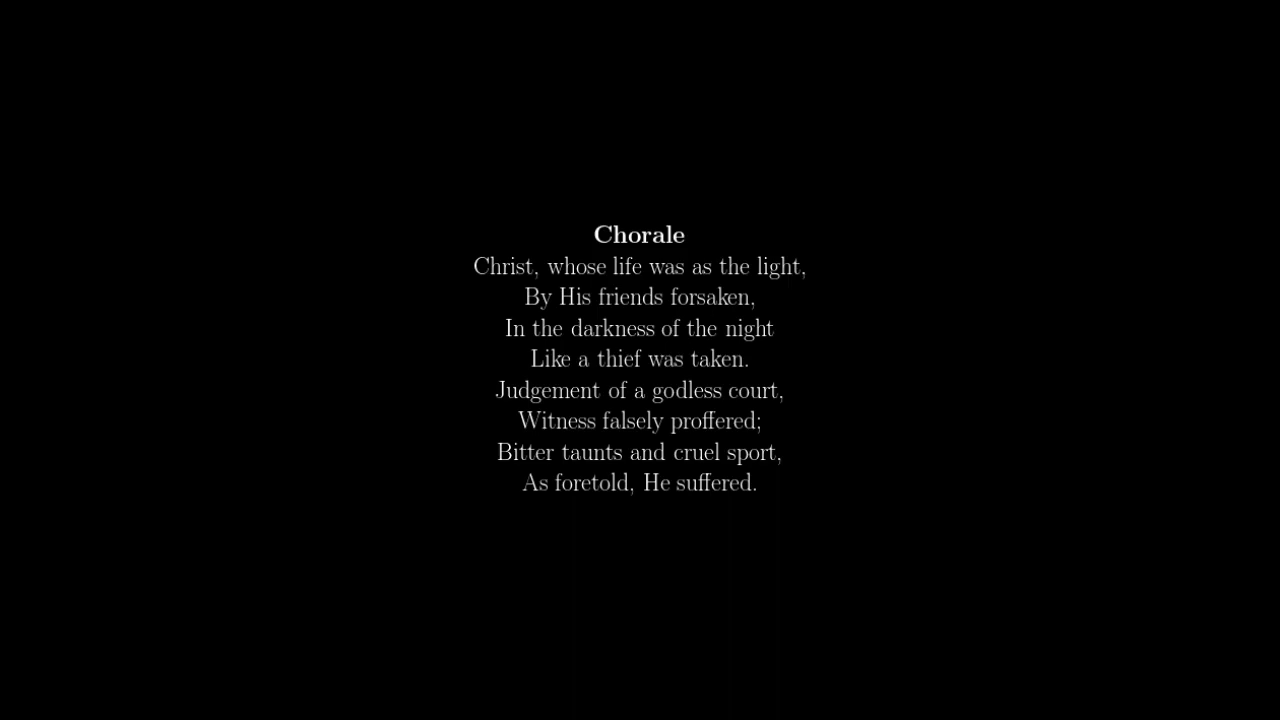 Chorale
Christ, whose life was as the light,
By His friends forsaken,
In the darkness of the night
Like a thief was taken.
Judgement of a godless court,
Witness falsely proffered;
Bitter taunts and cruel sport,
As foretold, He suffered.